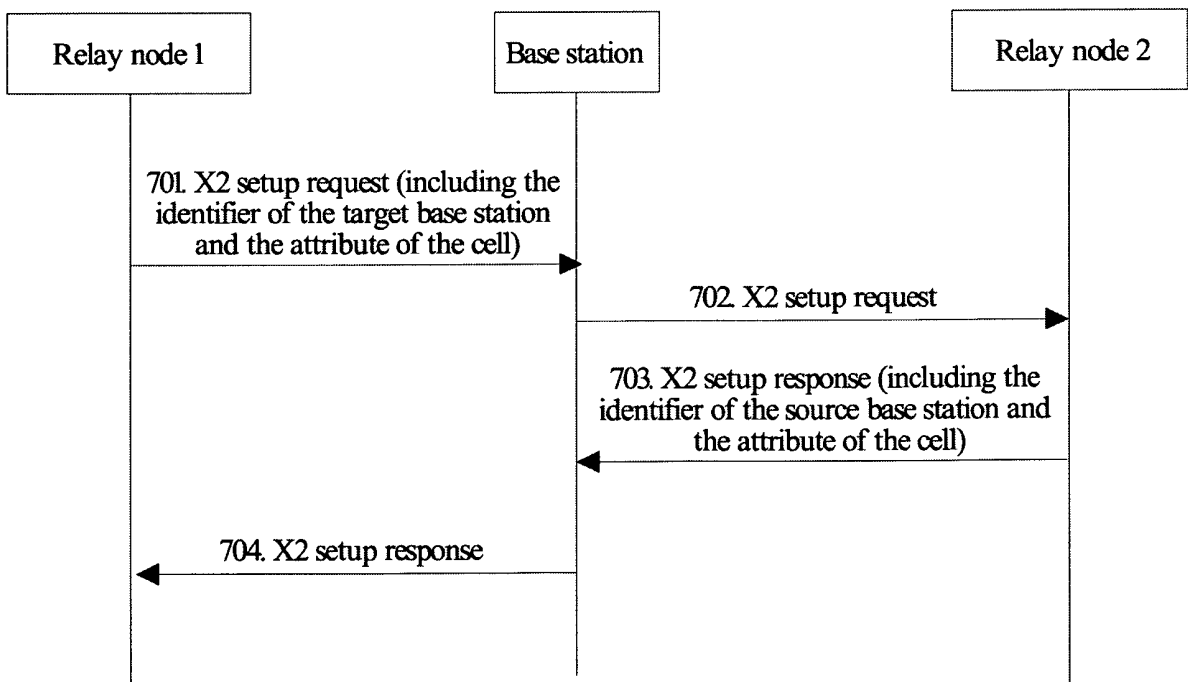 Relay node 1
Base station
Relay node 2
701. X2 setup request (including the
identifier of the target base station
and the attribute of the cell)
702. X2 setup request
703. X2 setup response (including the
identifier of the source base station and
the attribute of the cell)
704. X2 setup response